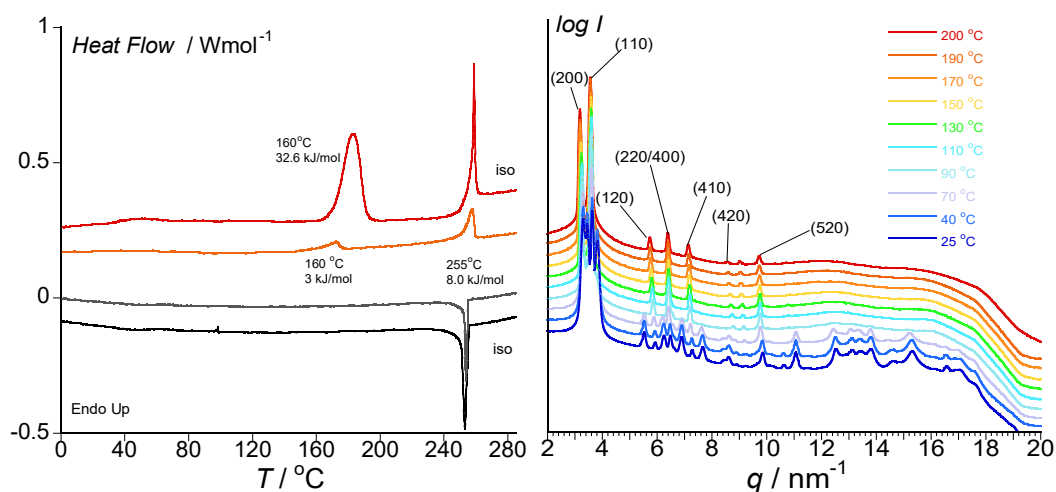 Heat Flow / Wmol⁻¹
160°C
32.6 kJ/mol
iso
160 °C
3 kJ/mol
255°C
8.0 kJ/mol
iso
Endo Up
1
0.5
0
-0.5
0 40 80 120 160 200 240 280
T / °C
log I
(110)
(200)
(220/400)
(120)
(410)
(420)
(520)
200 °C
190 °C
170 °C
150 °C
130 °C
110 °C
90 °C
70 °C
40 °C
25 °C
2 4 6 8 10 12 14 16 18 20
q / nm⁻¹